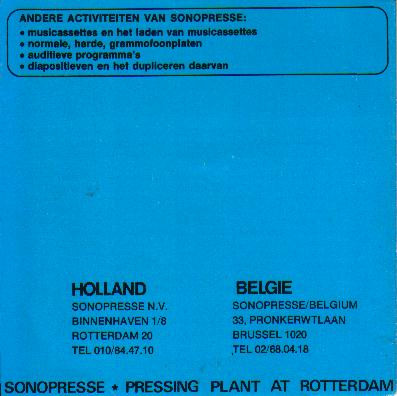 ANDERE ACTIVITEITEN VAN SONOPRESSE:
• musicassettes en het laden van musicassettes
• normale, harde, grammofoonplaten
• auditieve programma's
• diapositieven en het dupliceren daarvan
HOLLAND
SONOPRESSE N.V.
BINNENHAVEN 1/8
ROTTERDAM 20
TEL 010/84.47.10
BELGIE
SONOPRESSE/BELGIUM
33, PRONKERWTLAAN
BRUSSEL 1020
TEL 02/68.04.18
SONOPRESSE • PRESSING PLANT AT ROTTERDAM